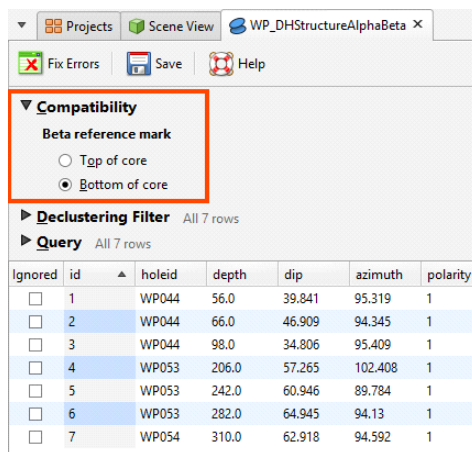 Projects Scene View WP_DHStructureAlphaBeta
Fix Errors Save Help
Compatibility
Beta reference mark
Top of core
Bottom of core
Declustering Filter All 7 rows
Query All 7 rows
Ignored id holeid depth dip azimuth polarity
1 WP044 56.0 39.841 95.319 1
2 WP044 66.0 46.909 94.345 1
3 WP044 98.0 34.806 95.409 1
4 WP053 206.0 57.265 102.408 1
5 WP053 242.0 60.946 89.784 1
6 WP053 282.0 64.945 94.13 1
7 WP054 310.0 62.918 94.592 1